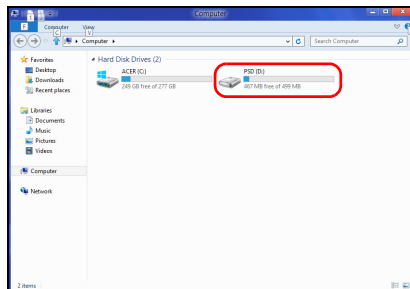 Computer
1
F
Computer
View
C
V
Computer
Search Computer
Favorites
Desktop
Downloads
Recent places
Libraries
Documents
Music
Pictures
Videos
Computer
Network
Hard Disk Drives (2)
ACER (C:)
249 GB free of 277 GB
PSD (D:)
467 MB free of 499 MB
2 items